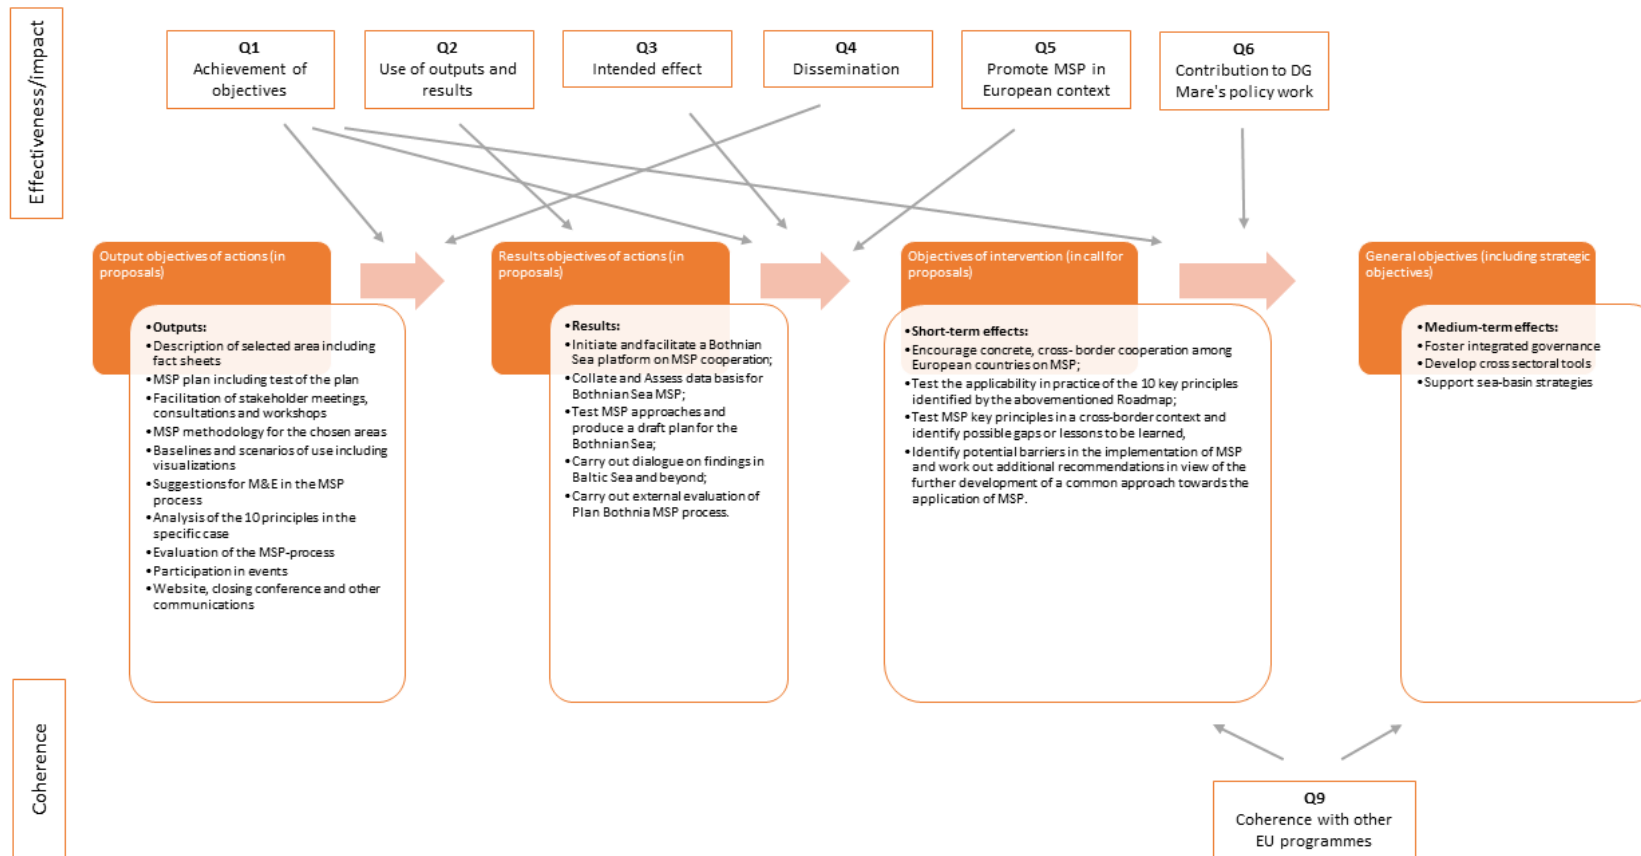 Effectiveness/impact
Q1
Achievement of
objectives
Q2
Use of outputs and
results
Q3
Intended effect
Q4
Dissemination
Q5
Promote MSP in
European context
Q6
Contribution to DG
Mare's policy work
Output objectives of actions (in
proposals)
•Outputs:
•Description of selected area including
fact sheets
•MSP plan including test of the plan
•Facilitation of stakeholder meetings,
consultations and workshops
•MSP methodology for the chosen areas
•Baselines and scenarios of use including
visualizations
•Suggestions for M&E in the MSP
process
•Analysis of the 10 principles in the
specific case
•Evaluation of the MSP-process
•Participation in events
•Website, closing conference and other
communications
Results objectives of actions (in
proposals)
•Results:
•Initiate and facilitate a Bothnian
Sea platform on MSP cooperation;
•Collate and Assess data basis for
Bothnian Sea MSP;
•Test MSP approaches and
produce a draft plan for the
Bothnian Sea;
•Carry out dialogue on findings in
Baltic Sea and beyond;
•Carry out external evaluation of
Plan Bothnia MSP process.
Objectives of intervention (in call for
proposals)
•Short-term effects:
•Encourage concrete, cross- border cooperation among
European countries on MSP;
•Test the applicability in practice of the 10 key principles
identified by the abovementioned Roadmap;
•Test MSP key principles in a cross-border context and
identify possible gaps or lessons to be learned,
•Identify potential barriers in the implementation of MSP
and work out additional recommendations in view of the
further development of a common approach towards the
application of MSP.
General objectives (including strategic
objectives)
•Medium-term effects:
•Foster integrated governance
•Develop cross sectoral tools
•Support sea-basin strategies
Coherence
Q9
Coherence with other
EU programmes